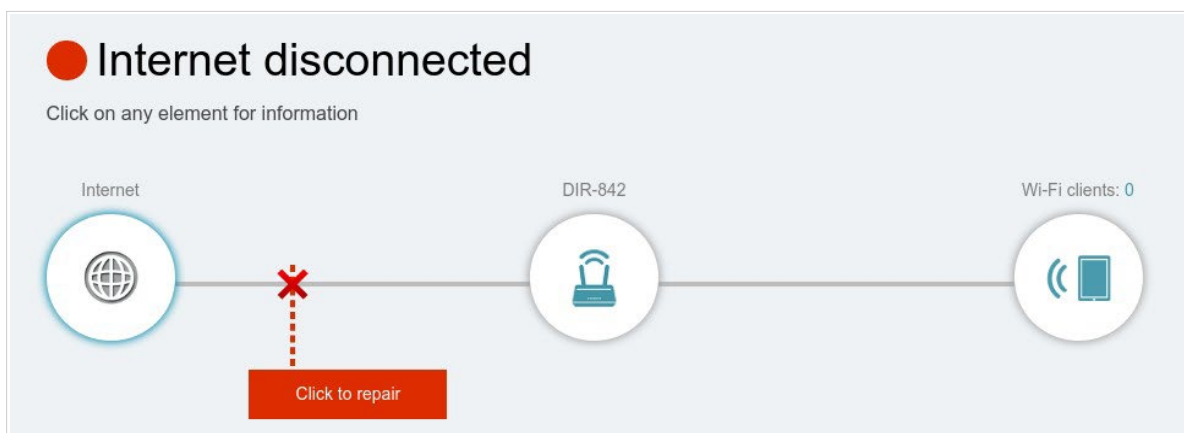 Internet disconnected
Click on any element for information
Internet
DIR-842
Wi-Fi clients: 0
Click to repair